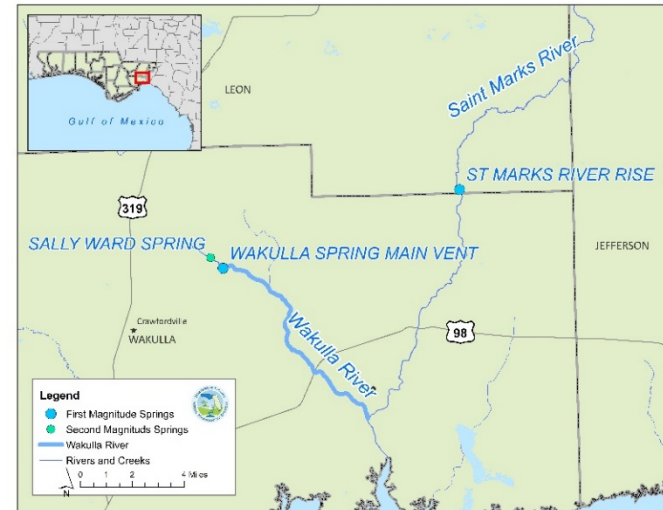 Gulf of Mexico
LEON
Saint Marks River
ST MARKS RIVER RISE
319
SALLY WARD SPRING
WAKULLA SPRING MAIN VENT
JEFFERSON
Crawfordville
WAKULLA
98
Wakulla River
Legend
First Magnitude Springs
Second Magnituds Springs
Wakulla River
Rivers and Creeks
0 1 2 4 Miles
N